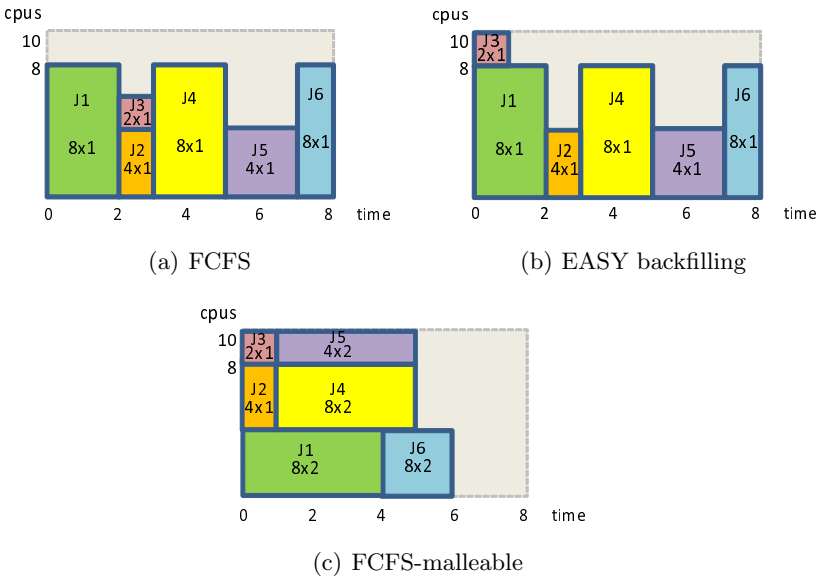 cpus
10
8
J1
8x1
J3
2x1
J2
4x1
J4
8x1
J5
4x1
J6
8x1
0 2 4 6 8 time
(a) FCFS
cpus
10
8
J3
2x1
J1
8x1
J2
4x1
J4
8x1
J5
4x1
J6
8x1
0 2 4 6 8 time
(b) EASY backfilling
cpus
10
8
J3
2x1
J5
4x2
J2
4x1
J4
8x2
J1
8x2
J6
8x2
0 2 4 6 8 time
(c) FCFS-malleable